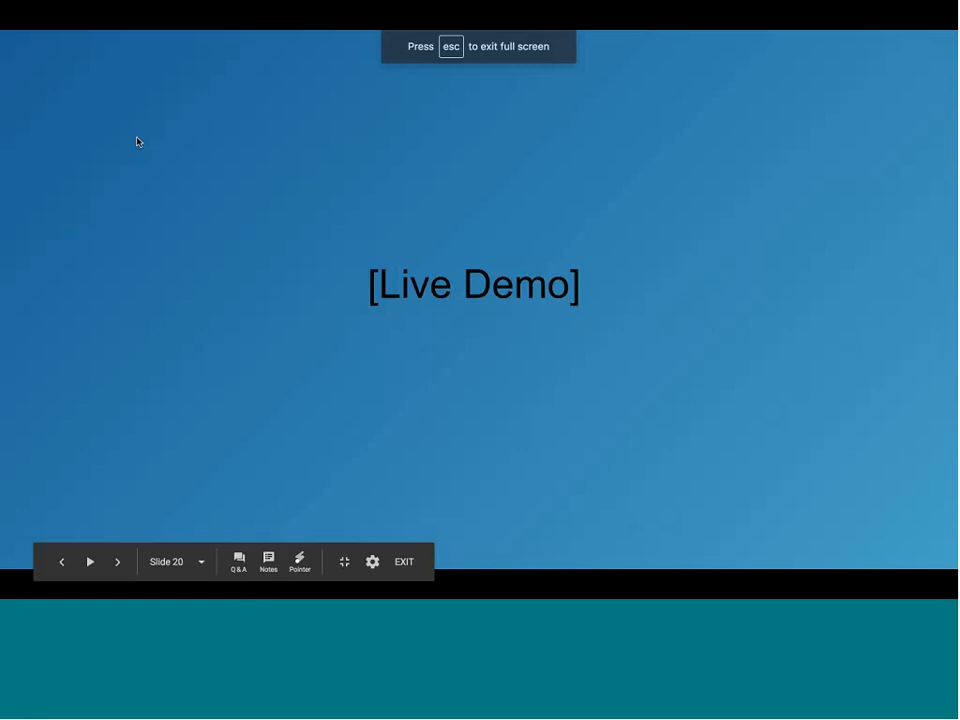 Press esc to exit full screen
[Live Demo]
Slide 20
Q & A Notes Pointer
EXIT